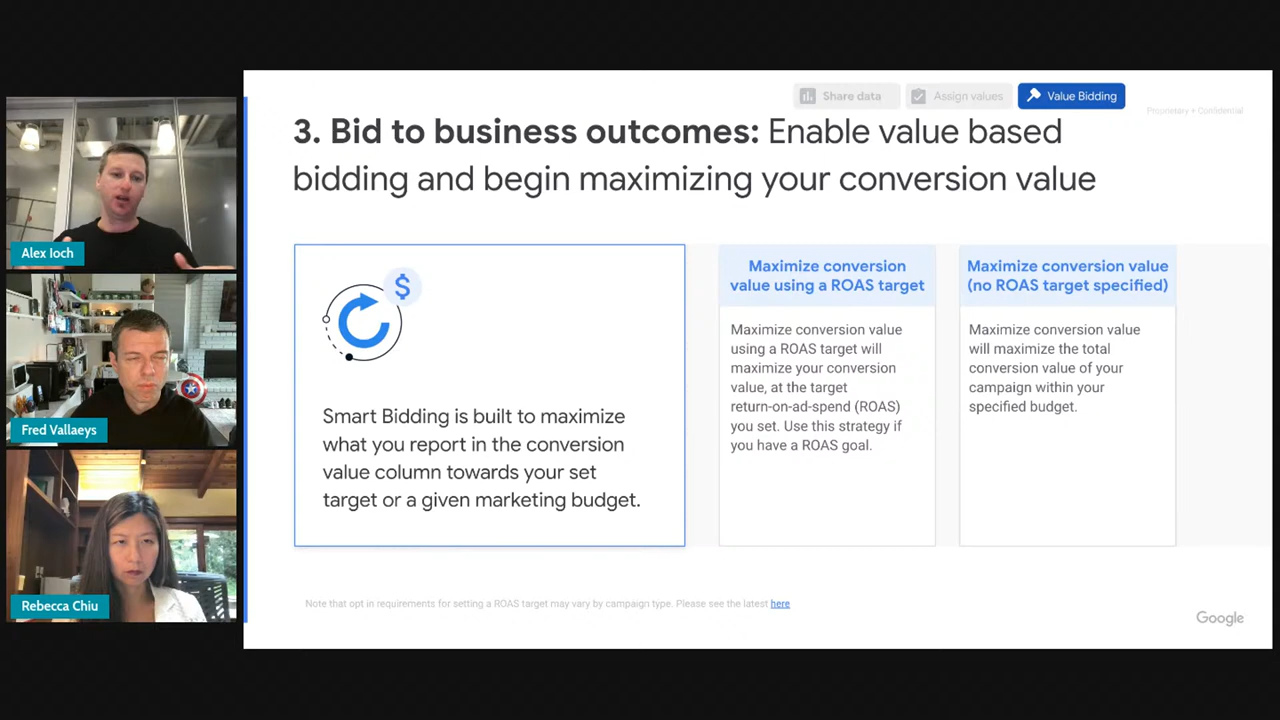 Share data
Assign values
Value Bidding
Proprietary + Confidential
3. Bid to business outcomes: Enable value based
bidding and begin maximizing your conversion value
$
Smart Bidding is built to maximize
what you report in the conversion
value column towards your set
target or a given marketing budget.
Maximize conversion
value using a ROAS target
Maximize conversion value
using a ROAS target will
maximize your conversion
value, at the target
return-on-ad-spend (ROAS)
you set. Use this strategy if
you have a ROAS goal.
Maximize conversion value
(no ROAS target specified)
Maximize conversion value
will maximize the total
conversion value of your
campaign within your
specified budget.
Note that opt in requirements for setting a ROAS target may vary by campaign type. Please see the latest here
Google
Alex Ioch
Fred Vallaeys
Rebecca Chiu